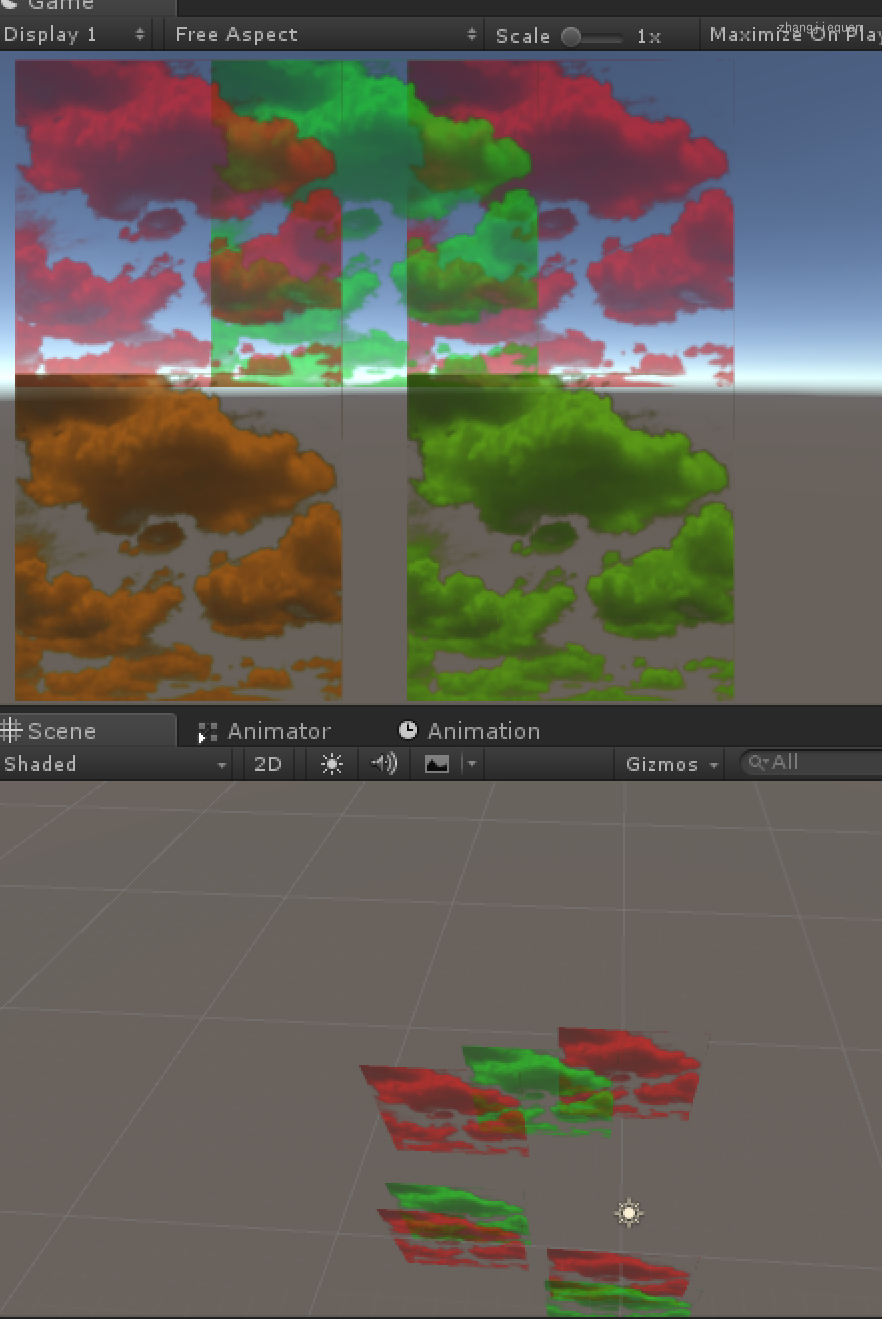 Game
Display 1 Free Aspect Scale 1x Maximize On Play
zhangjiequan
Scene Animator Animation
Shaded 2D Gizmos All